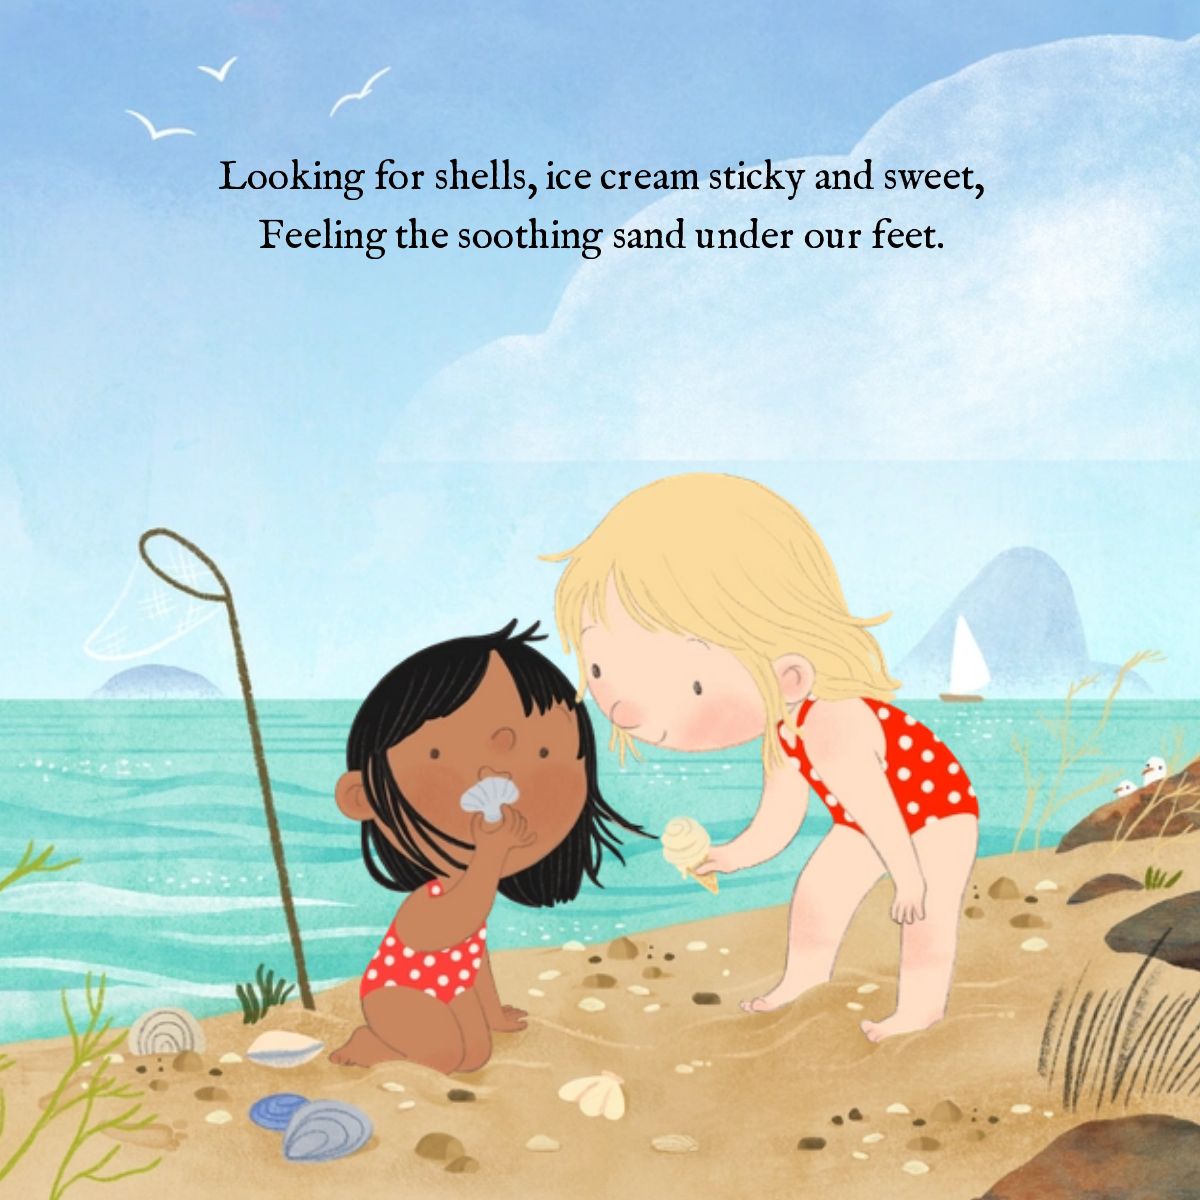 Looking for shells, ice cream sticky and sweet,
Feeling the soothing sand under our feet.